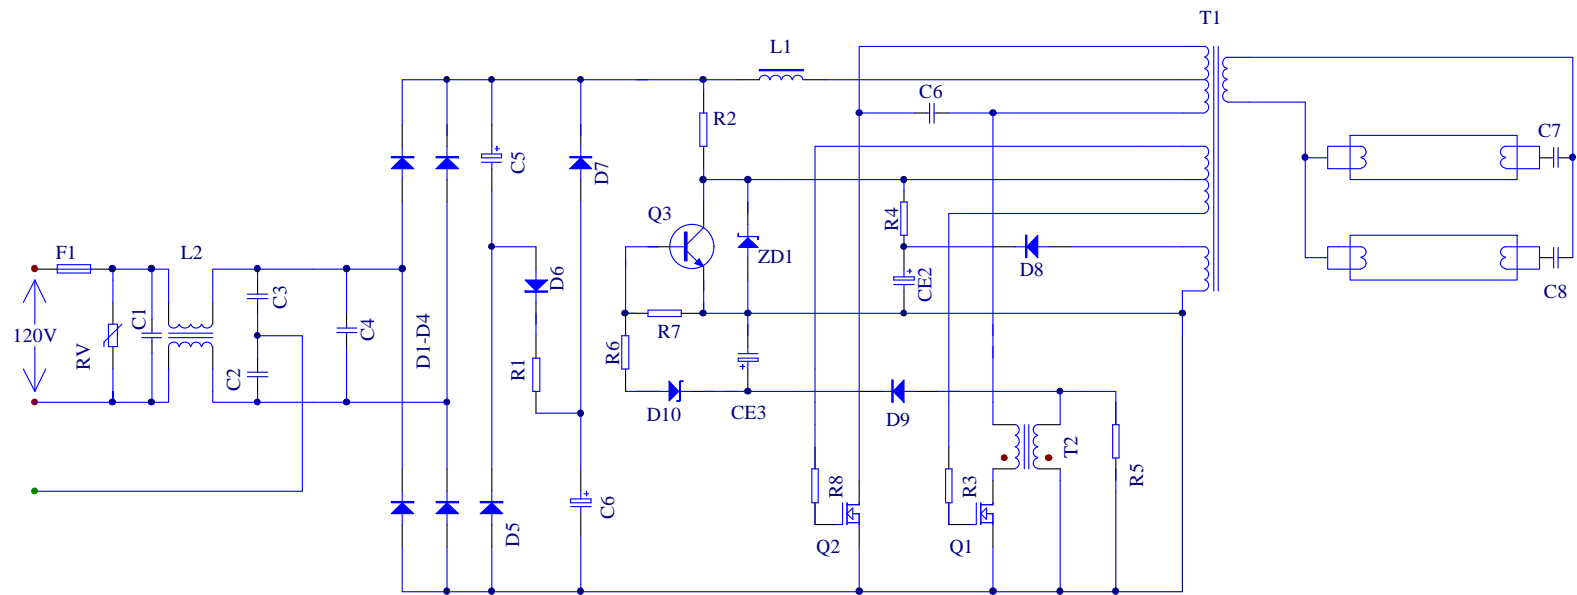 T1
L1
C6
C7
R2
C5
D7
Q3
R4
ZD1
F1
L2
D6
D8
CE2
C8
C3
120V
RV
C1
C4
D1-D4
R7
R6
R1
C2
D10
CE3
D9
T2
R5
R8
R3
C6
D5
Q2
Q1